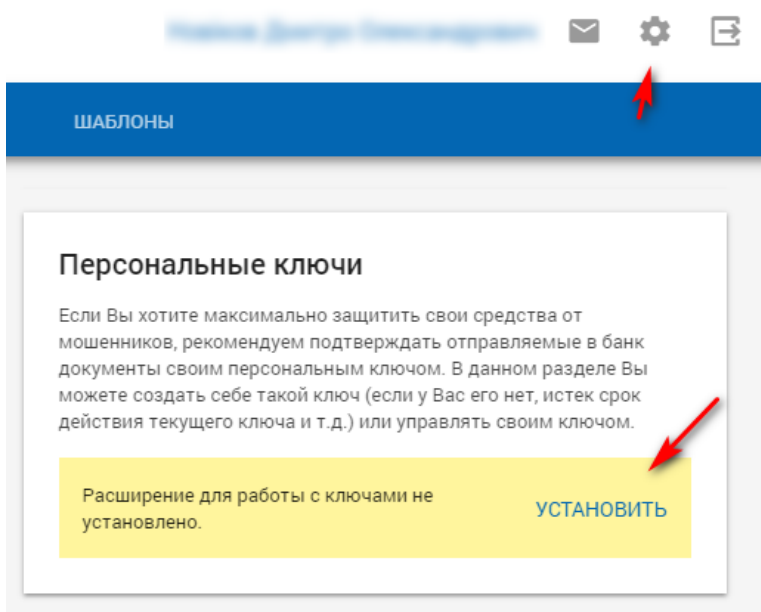 ШАБЛОНЫ
Персональные ключи
Если Вы хотите максимально защитить свои средства от
мошенников, рекомендуем подтверждать отправляемые в банк
документы своим персональным ключом. В данном разделе Вы
можете создать себе такой ключ (если у Вас его нет, истек срок
действия текущего ключа и т.д.) или управлять своим ключом.
Расширение для работы с ключами не
установлено.
УСТАНОВИТЬ